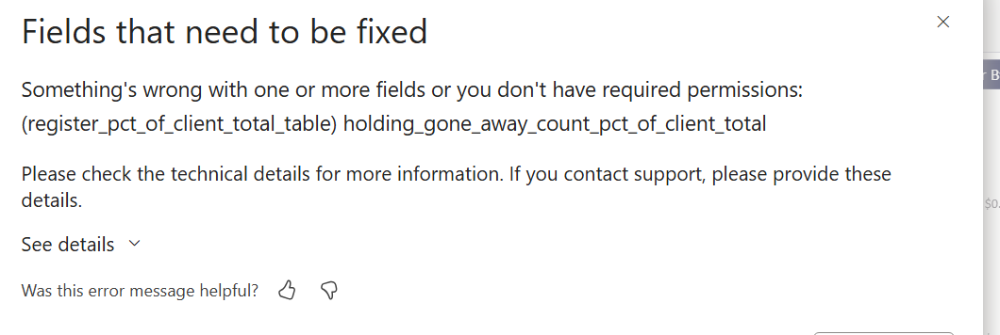 Fields that need to be fixed
Something's wrong with one or more fields or you don't have required permissions:
(register_pct_of_client_total_table) holding_gone_away_count_pct_of_client_total
Please check the technical details for more information. If you contact support, please provide these
details.
See details
Was this error message helpful?
B
$0.